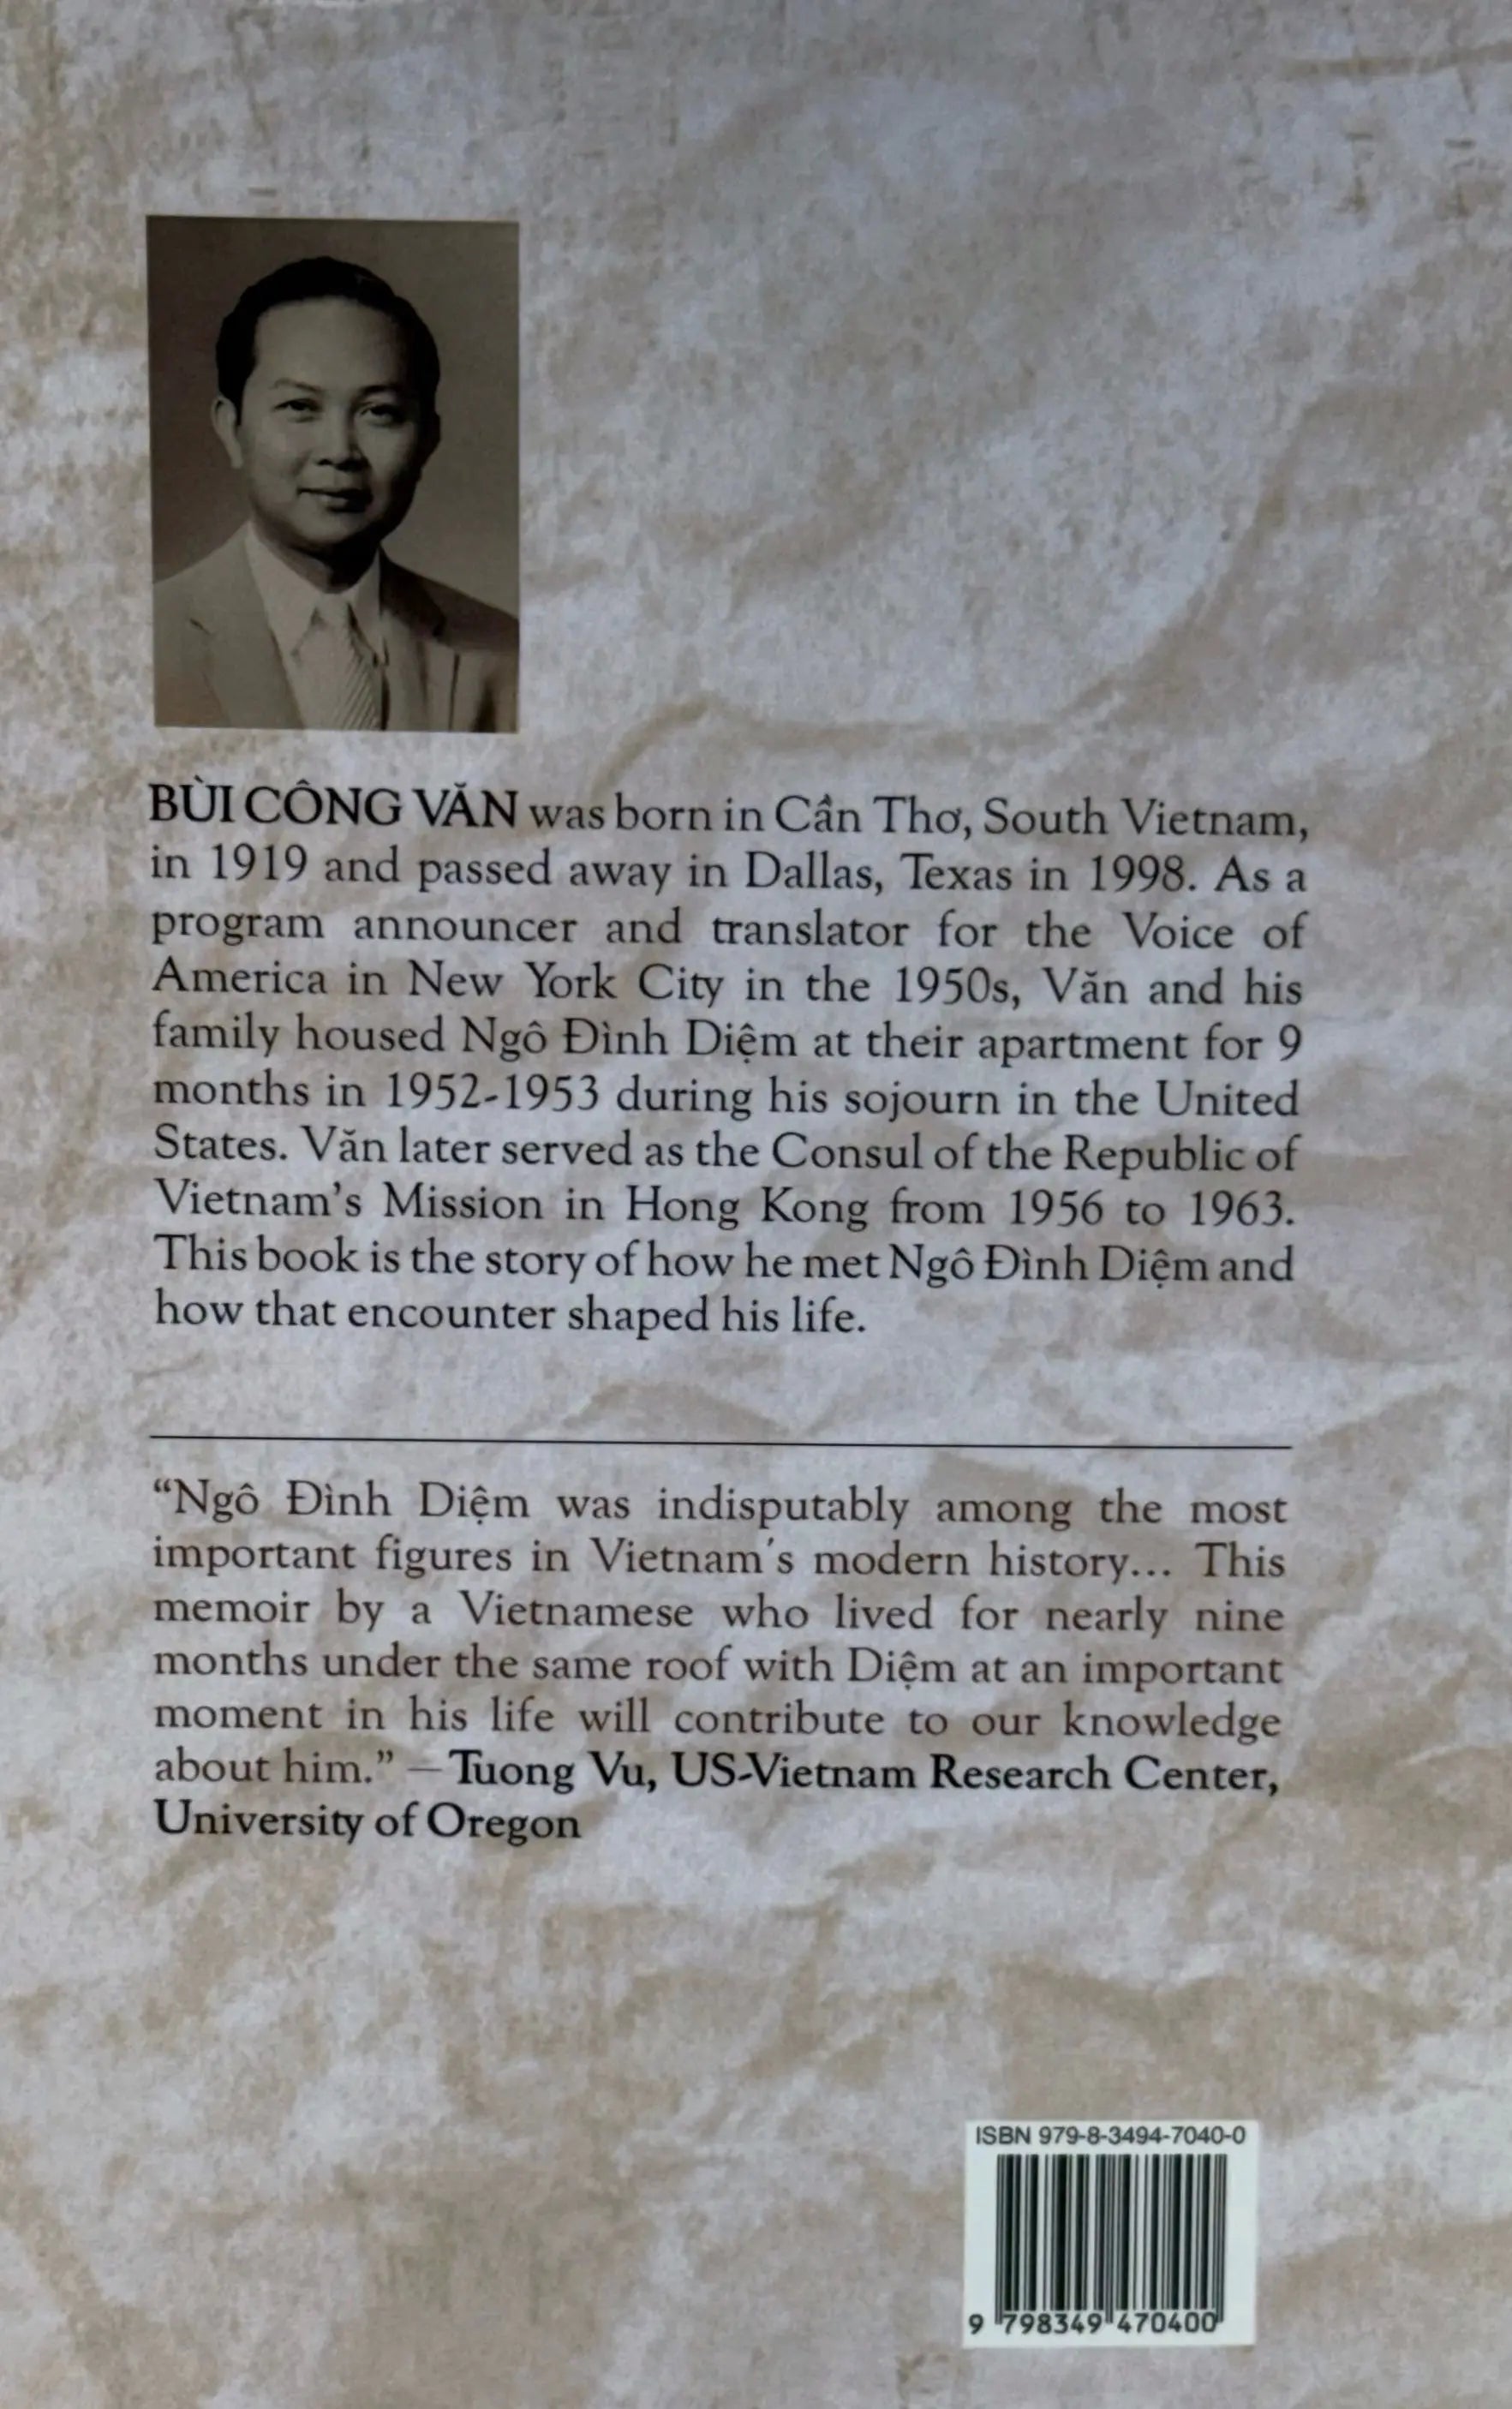 BÙI CÔNG VĂN was born in Cần Thơ, South Vietnam,
in 1919 and passed away in Dallas, Texas in 1998. As a
program announcer and translator for the Voice of
America in New York City in the 1950s, Văn and his
family housed Ngô Đình Diệm at their apartment for 9
months in 1952-1953 during his sojourn in the United
States. Văn later served as the Consul of the Republic of
Vietnam's Mission in Hong Kong from 1956 to 1963.
This book is the story of how he met Ngô Đình Diệm and
how that encounter shaped his life.
“Ngô Đình Diệm was indisputably among the most
important figures in Vietnam's modern history... This
memoir by a Vietnamese who lived for nearly nine
months under the same roof with Diệm at an important
moment in his life will contribute to our knowledge
about him.” — Tuong Vu, US-Vietnam Research Center,
University of Oregon
ISBN 979-8-3494-7040-0
9 798349 470400